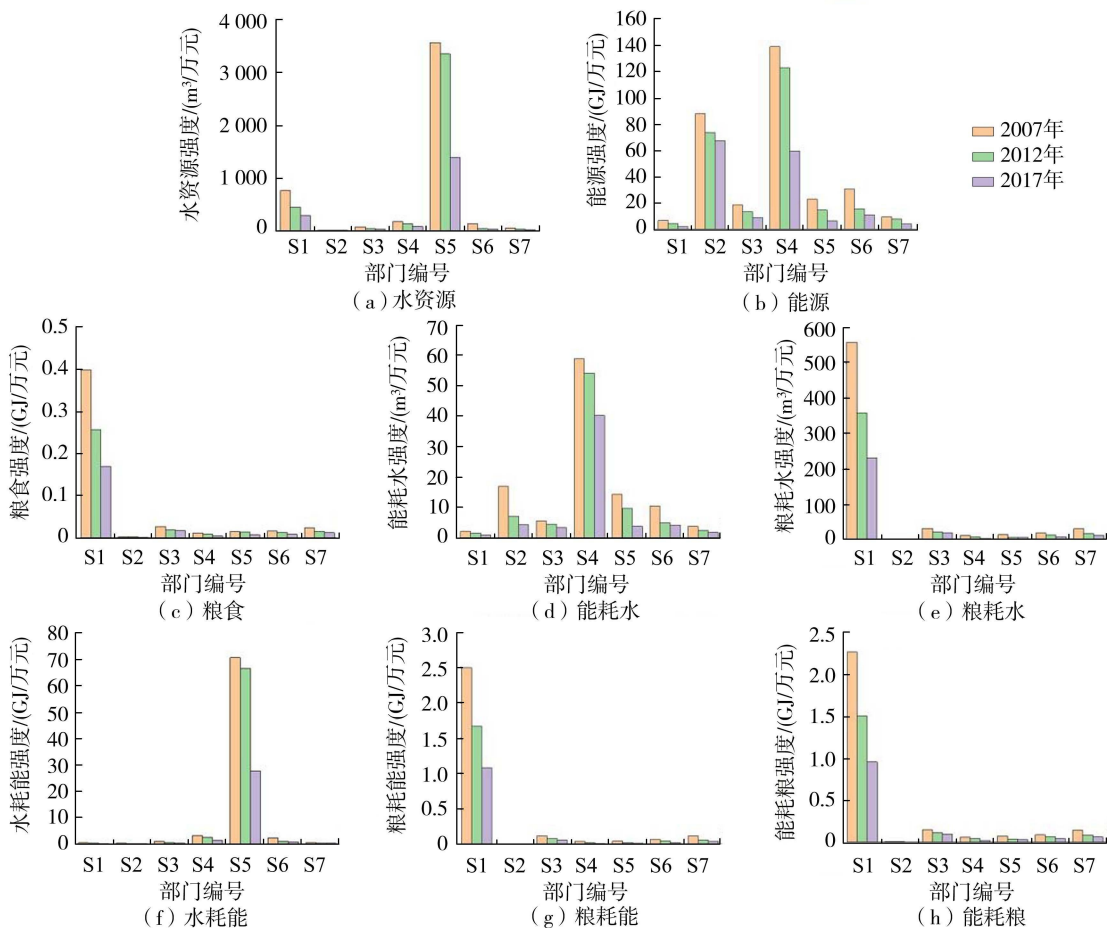 水资源强度/(m³/万元)
4 000
3 000
2 000
1 000
0
S1 S2 S3 S4 S5 S6 S7
部门编号
(a)水资源
能源强度/(GJ/万元)
160
140
120
100
80
60
40
20
0
S1 S2 S3 S4 S5 S6 S7
部门编号
(b)能源
2007年
2012年
2017年
粮食强度/(GJ/万元)
0.5
0.4
0.3
0.2
0.1
0
S1 S2 S3 S4 S5 S6 S7
部门编号
(c)粮食
能耗水强度/(m³/万元)
70
60
50
40
30
20
10
0
S1 S2 S3 S4 S5 S6 S7
部门编号
(d)能耗水
粮耗水强度/(m³/万元)
600
500
400
300
200
100
0
S1 S2 S3 S4 S5 S6 S7
部门编号
(e)粮耗水
水耗能强度/(GJ/万元)
80
70
60
50
40
30
20
10
0
S1 S2 S3 S4 S5 S6 S7
部门编号
(f)水耗能
粮耗能强度/(GJ/万元)
3.0
2.5
2.0
1.5
1.0
0.5
0
S1 S2 S3 S4 S5 S6 S7
部门编号
(g)粮耗能
能耗粮强度/(GJ/万元)
2.5
2.0
1.5
1.0
0.5
0
S1 S2 S3 S4 S5 S6 S7
部门编号
(h)能耗粮